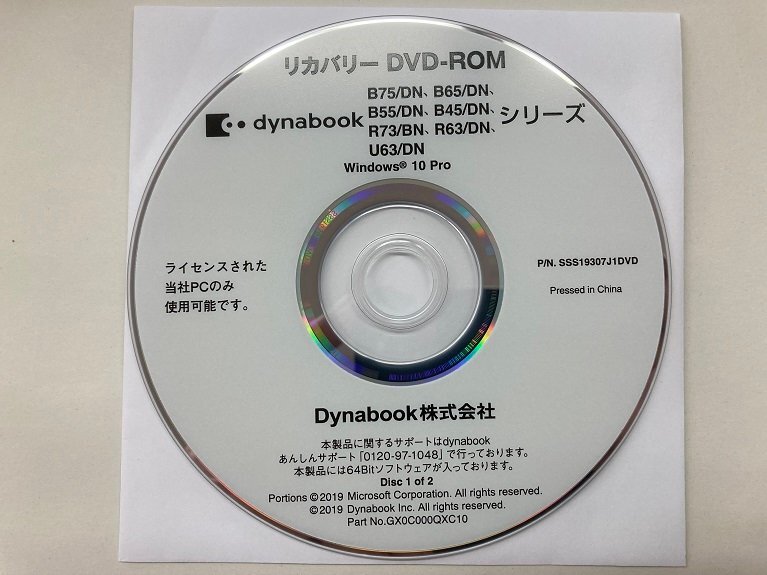 リカバリー DVD-ROM
dynabook
B75/DN、B65/DN、
B55/DN、B45/DN、
R73/BN、R63/DN、
U63/DN
シリーズ
Windows® 10 Pro
ライセンスされた
当社PCのみ
使用可能です。
P/N. SSS19307J1DVD
Pressed in China
Dynabook株式会社
本製品に関するサポートはdynabook
あんしんサポート「0120-97-1048」で行っております。
本製品には64Bitソフトウェアが入っております。
Disc 1 of 2
Portions ©2019 Microsoft Corporation. All rights reserved.
©2019 Dynabook Inc. All rights reserved.
Part No.GX0C000QXC10